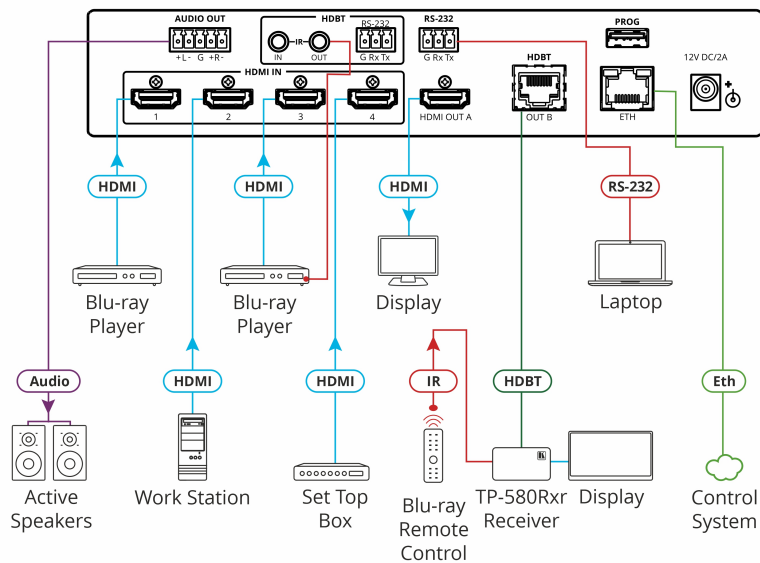 AUDIO OUT
HDBT
RS-232
RS-232
PROG
IR
IN
OUT
+L- G +R-
G Rx Tx
G Rx Tx
HDBT
12V DC/2A
HDMI IN
+
1
2
3
4
HDMI OUT A
OUT B
ETH
HDMI
HDMI
HDMI
RS-232
Blu-ray
Player
Blu-ray
Player
Display
Laptop
Audio
HDMI
HDMI
IR
HDBT
Eth
Active
Speakers
Work Station
Set Top
Box
Blu-ray
Remote
Control
TP-580Rxr
Receiver
Display
Control
System